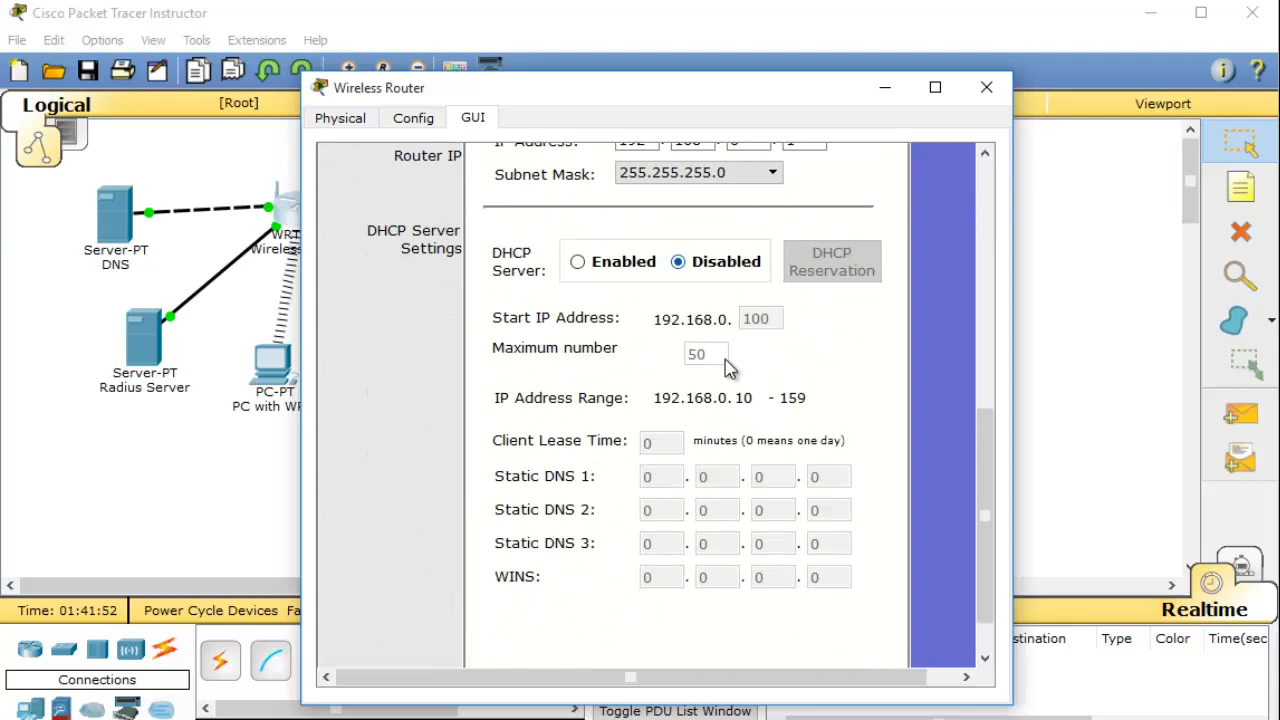 Cisco Packet Tracer Instructor
File Edit Options View Tools Extensions Help
Logical [Root] Viewport
Wireless Router
Physical Config GUI
Router IP
Subnet Mask: 255.255.255.0
DHCP Server Settings
DHCP Server: Enabled Disabled DHCP Reservation
Start IP Address: 192.168.0. 100
Maximum number 50
IP Address Range: 192.168.0. 10 - 159
Client Lease Time: 0 minutes (0 means one day)
Static DNS 1: 0 . 0 . 0 . 0
Static DNS 2: 0 . 0 . 0 . 0
Static DNS 3: 0 . 0 . 0 . 0
WINS: 0 . 0 . 0 . 0
Server-PT
DNS
Server-PT
Radius Server
PC-PT
Time: 01:41:52 Power Cycle Devices
Realtime
Type Color
Connections
Toggle PDU List Window